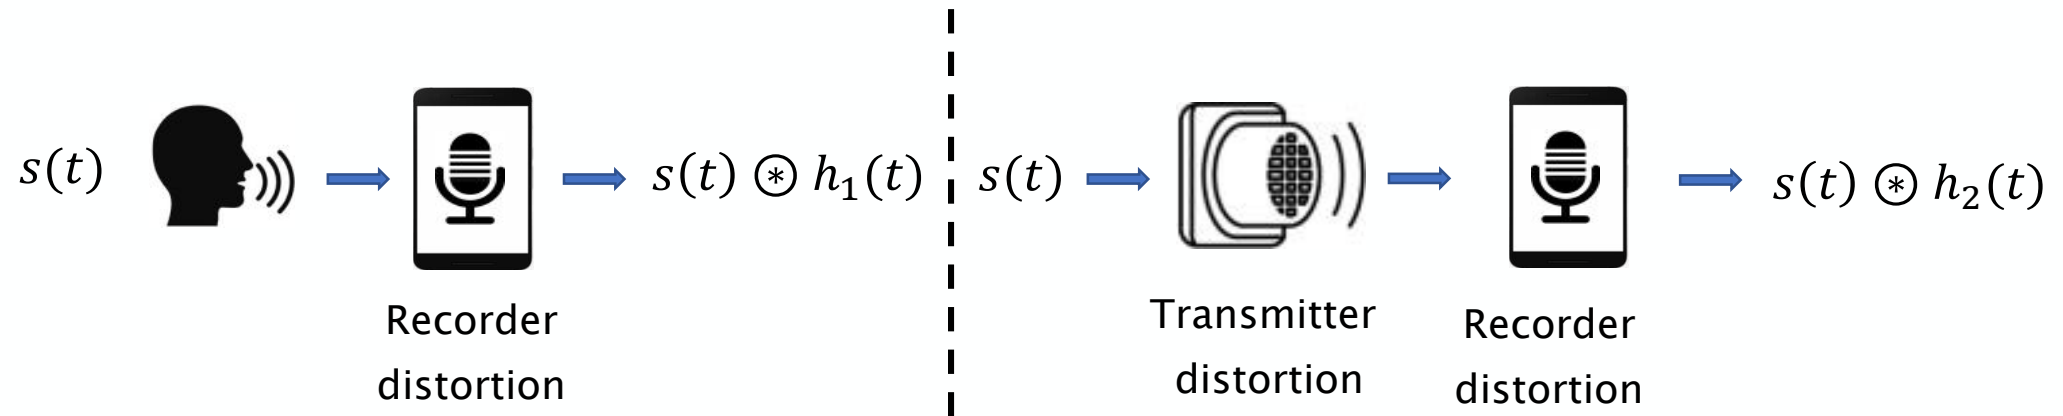 s(t)
s(t) ⊛ h₁(t)
Recorder
distortion
s(t)
s(t) ⊛ h₂(t)
Transmitter
distortion
Recorder
distortion